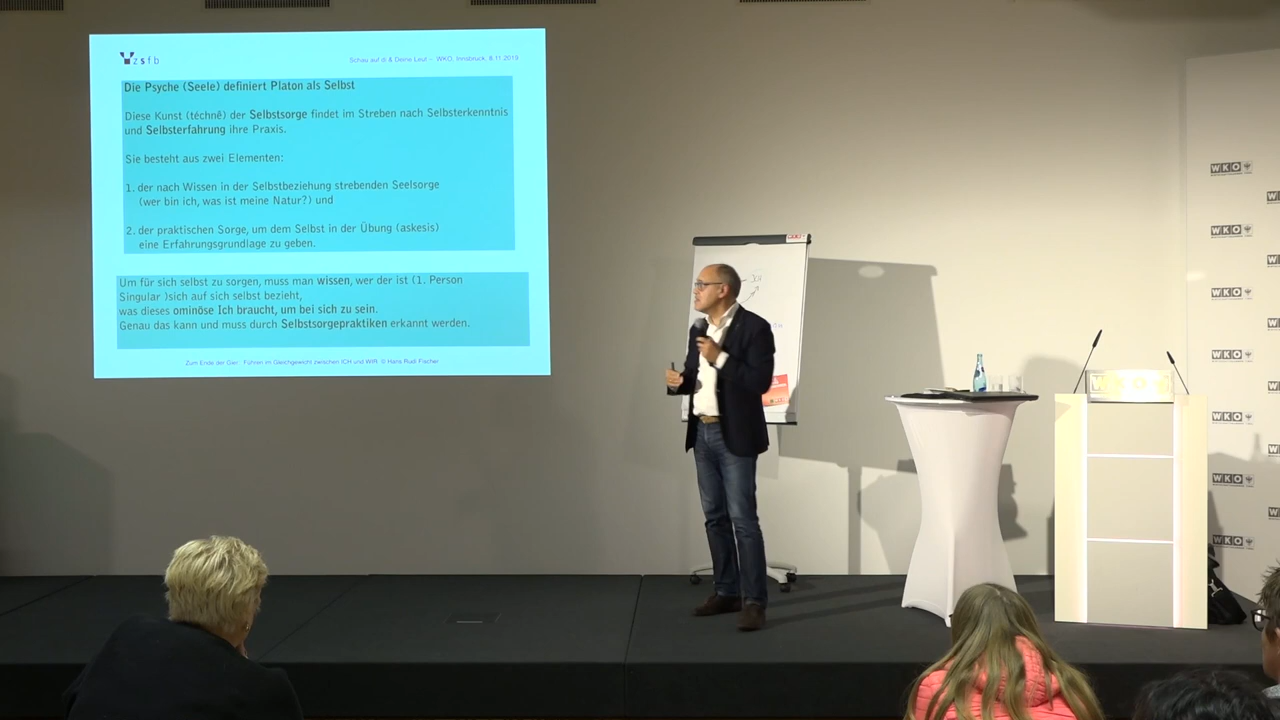 zsfb
Schau auf di & Deine Leut – WKO, Innsbruck, 8.11.2019
Die Psyche (Seele) definiert Platon als Selbst
Diese Kunst (téchnê) der Selbstsorge findet im Streben nach Selbsterkenntnis
und Selbsterfahrung ihre Praxis.
Sie besteht aus zwei Elementen:
1. der nach Wissen in der Selbstbeziehung strebenden Seelsorge
(wer bin ich, was ist meine Natur?) und
2. der praktischen Sorge, um dem Selbst in der Übung (askesis)
eine Erfahrungsgrundlage zu geben.
Um für sich selbst zu sorgen, muss man wissen, wer der ist (1. Person
Singular )sich auf sich selbst bezieht,
was dieses ominöse Ich braucht, um bei sich zu sein.
Genau das kann und muss durch Selbstsorgepraktiken erkannt werden.
Zum Ende der Gier: Führen im Gleichgewicht zwischen ICH und WIR © Hans Rudi Fischer
WKO
WKO
WKO
WKO
WKO
WKO
WKO